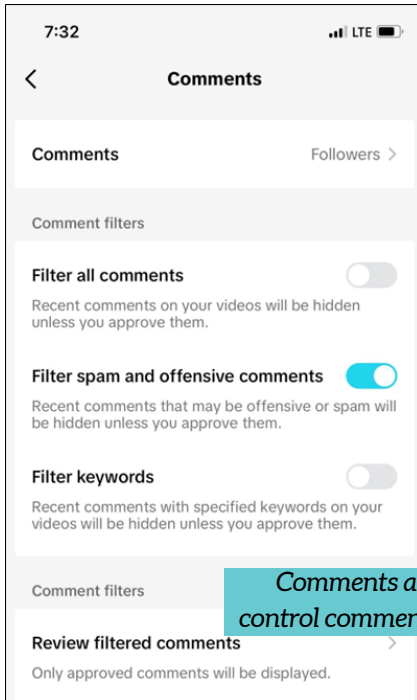 7:32
LTE
Comments
Comments Followers
Comment filters
Filter all comments
Recent comments on your videos will be hidden
unless you approve them.
Filter spam and offensive comments
Recent comments that may be offensive or spam will
be hidden unless you approve them.
Filter keywords
Recent comments with specified keywords on your
videos will be hidden unless you approve them.
Comment filters
Comments a
control commen
Review filtered comments
Only approved comments will be displayed.